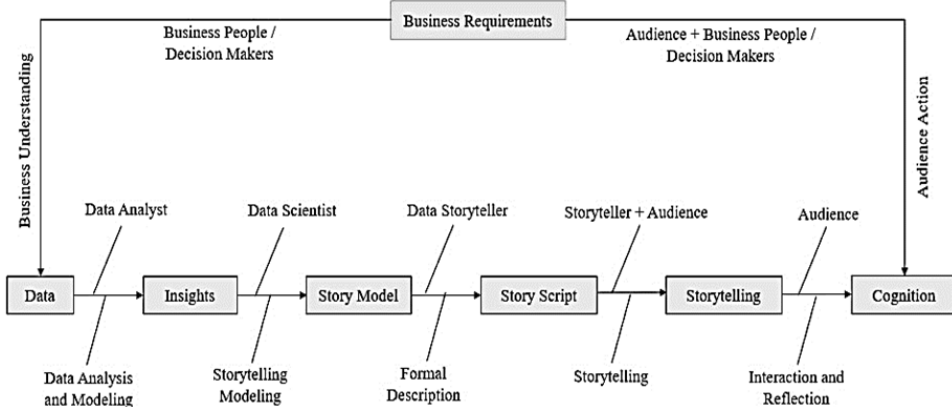 Business Requirements
Business People /
Decision Makers
Audience + Business People /
Decision Makers
Business Understanding
Audience Action
Data Analyst
Data Scientist
Data Storyteller
Storyteller + Audience
Audience
Data
Insights
Story Model
Story Script
Storytelling
Cognition
Data Analysis
and Modeling
Storytelling
Modeling
Formal
Description
Storytelling
Interaction and
Reflection